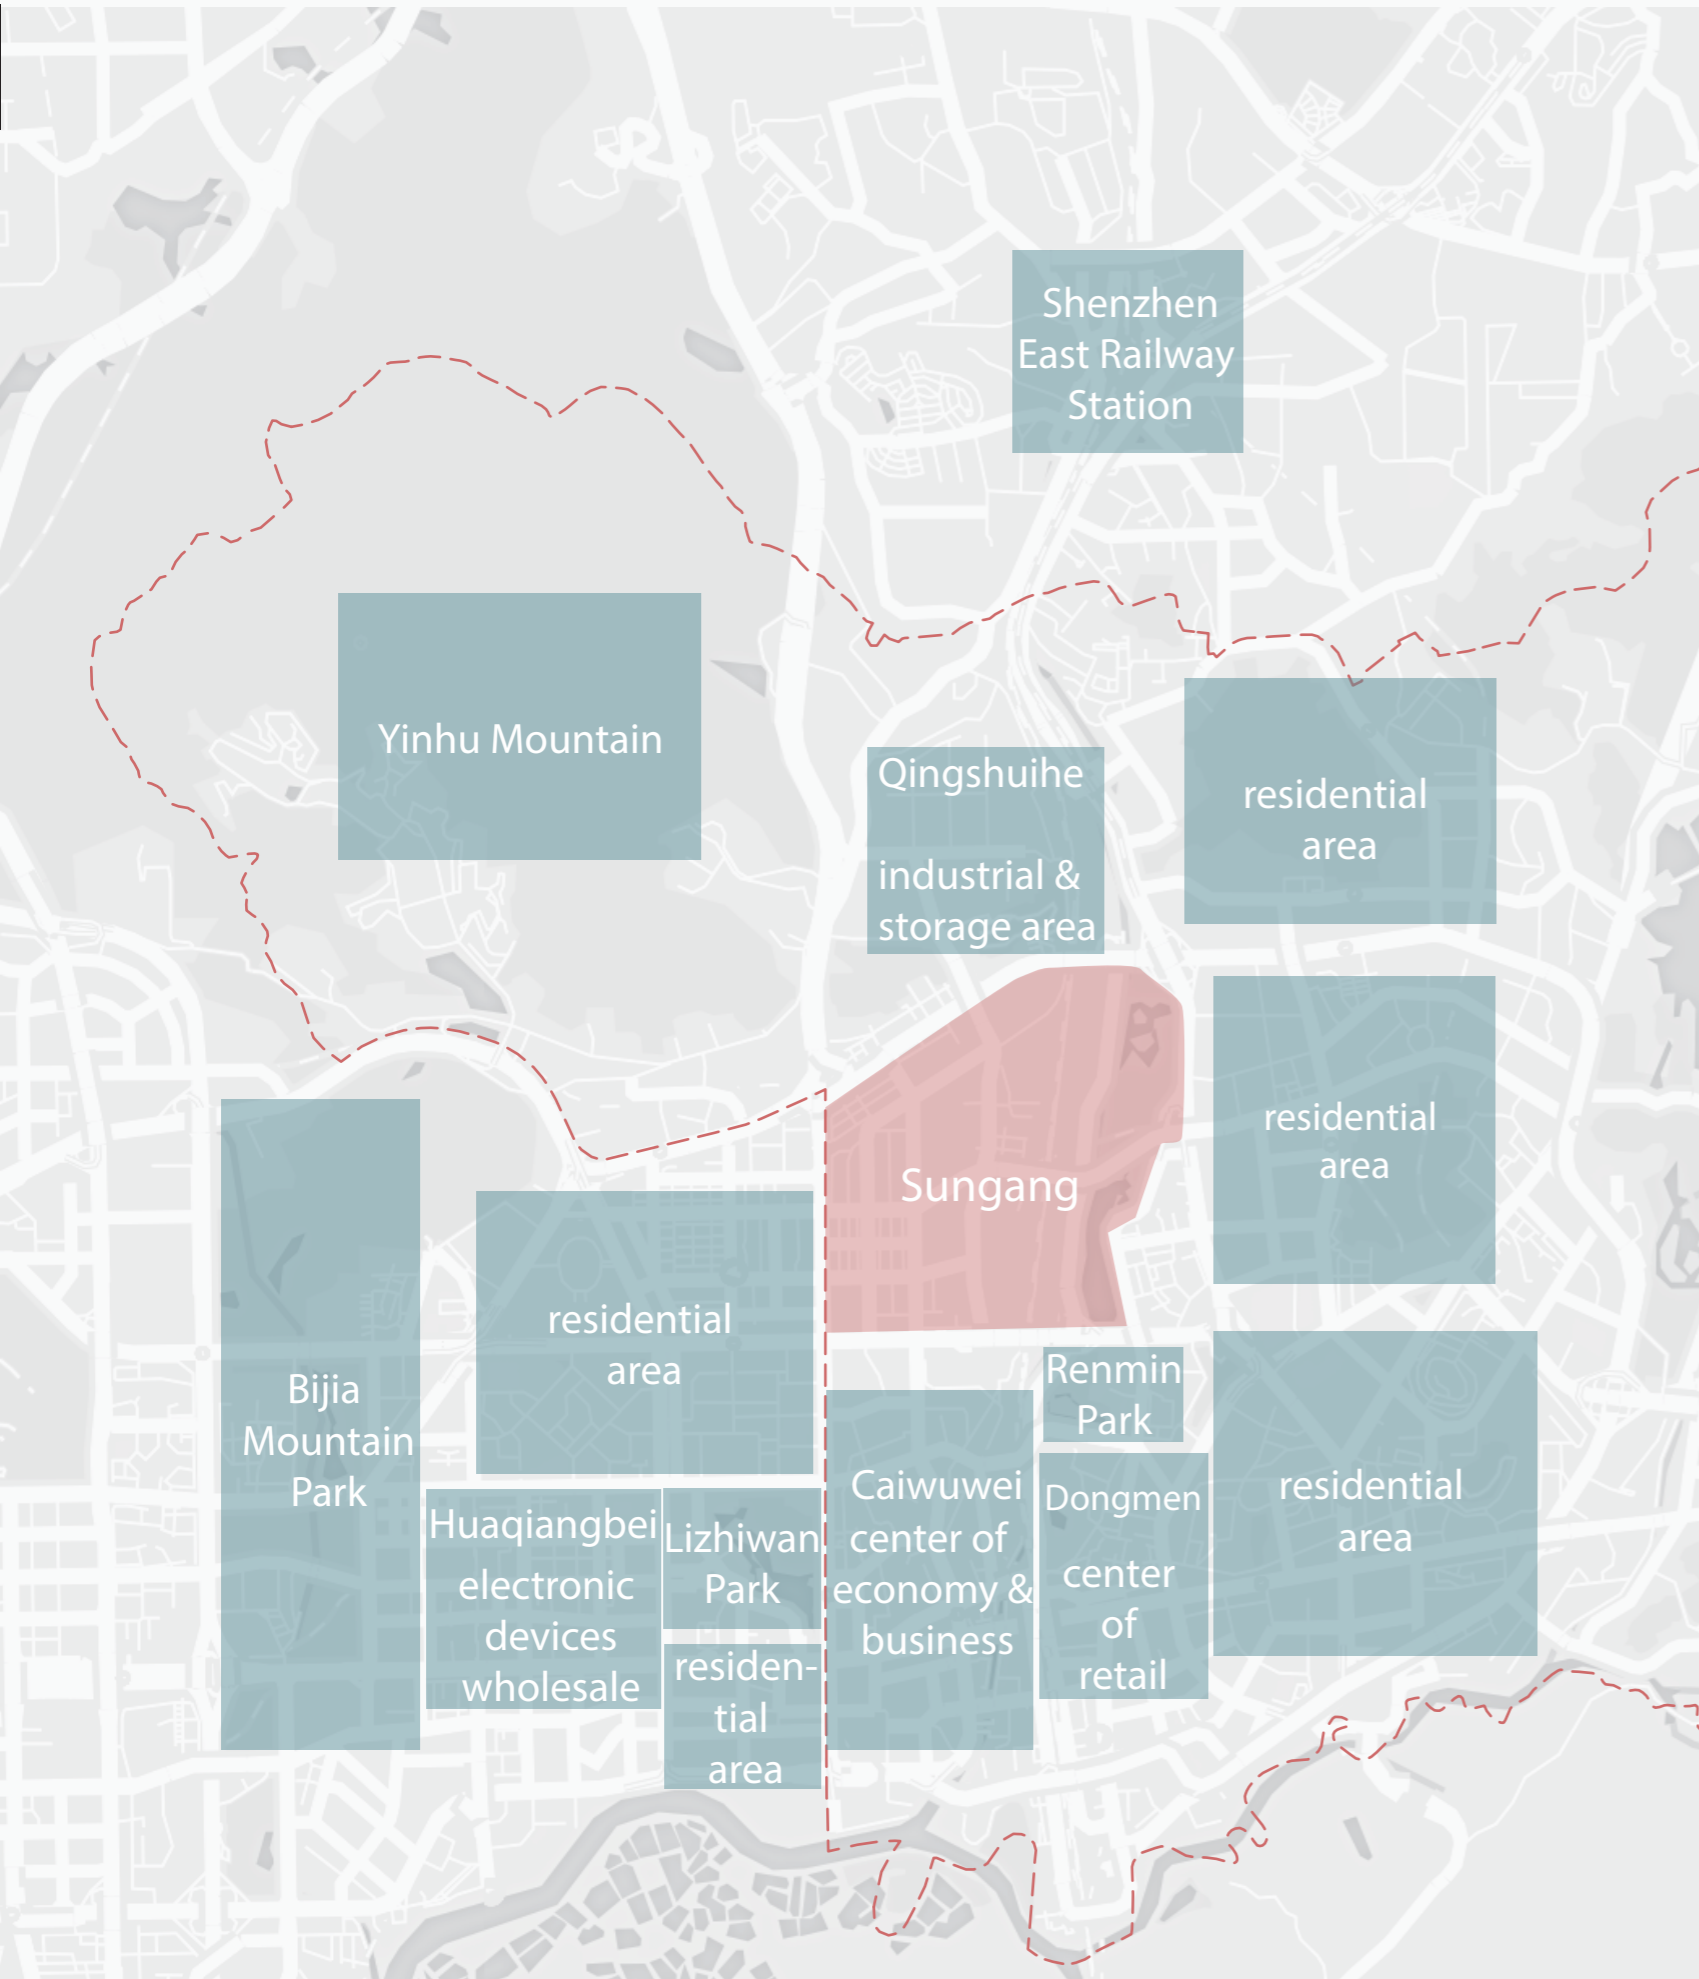 Shenzhen
East Railway
Station
Yinhu Mountain
Qingshuihe
industrial &
storage area
residential
area
residential
area
Sungang
residential
area
Bijia
Mountain
Park
Renmin
Park
Caiwuwei
center of
economy &
business
Dongmen
center
of
retail
residential
area
Huaqiangbei
electronic
devices
wholesale
Lizhiwan
Park
residen-
tial
area